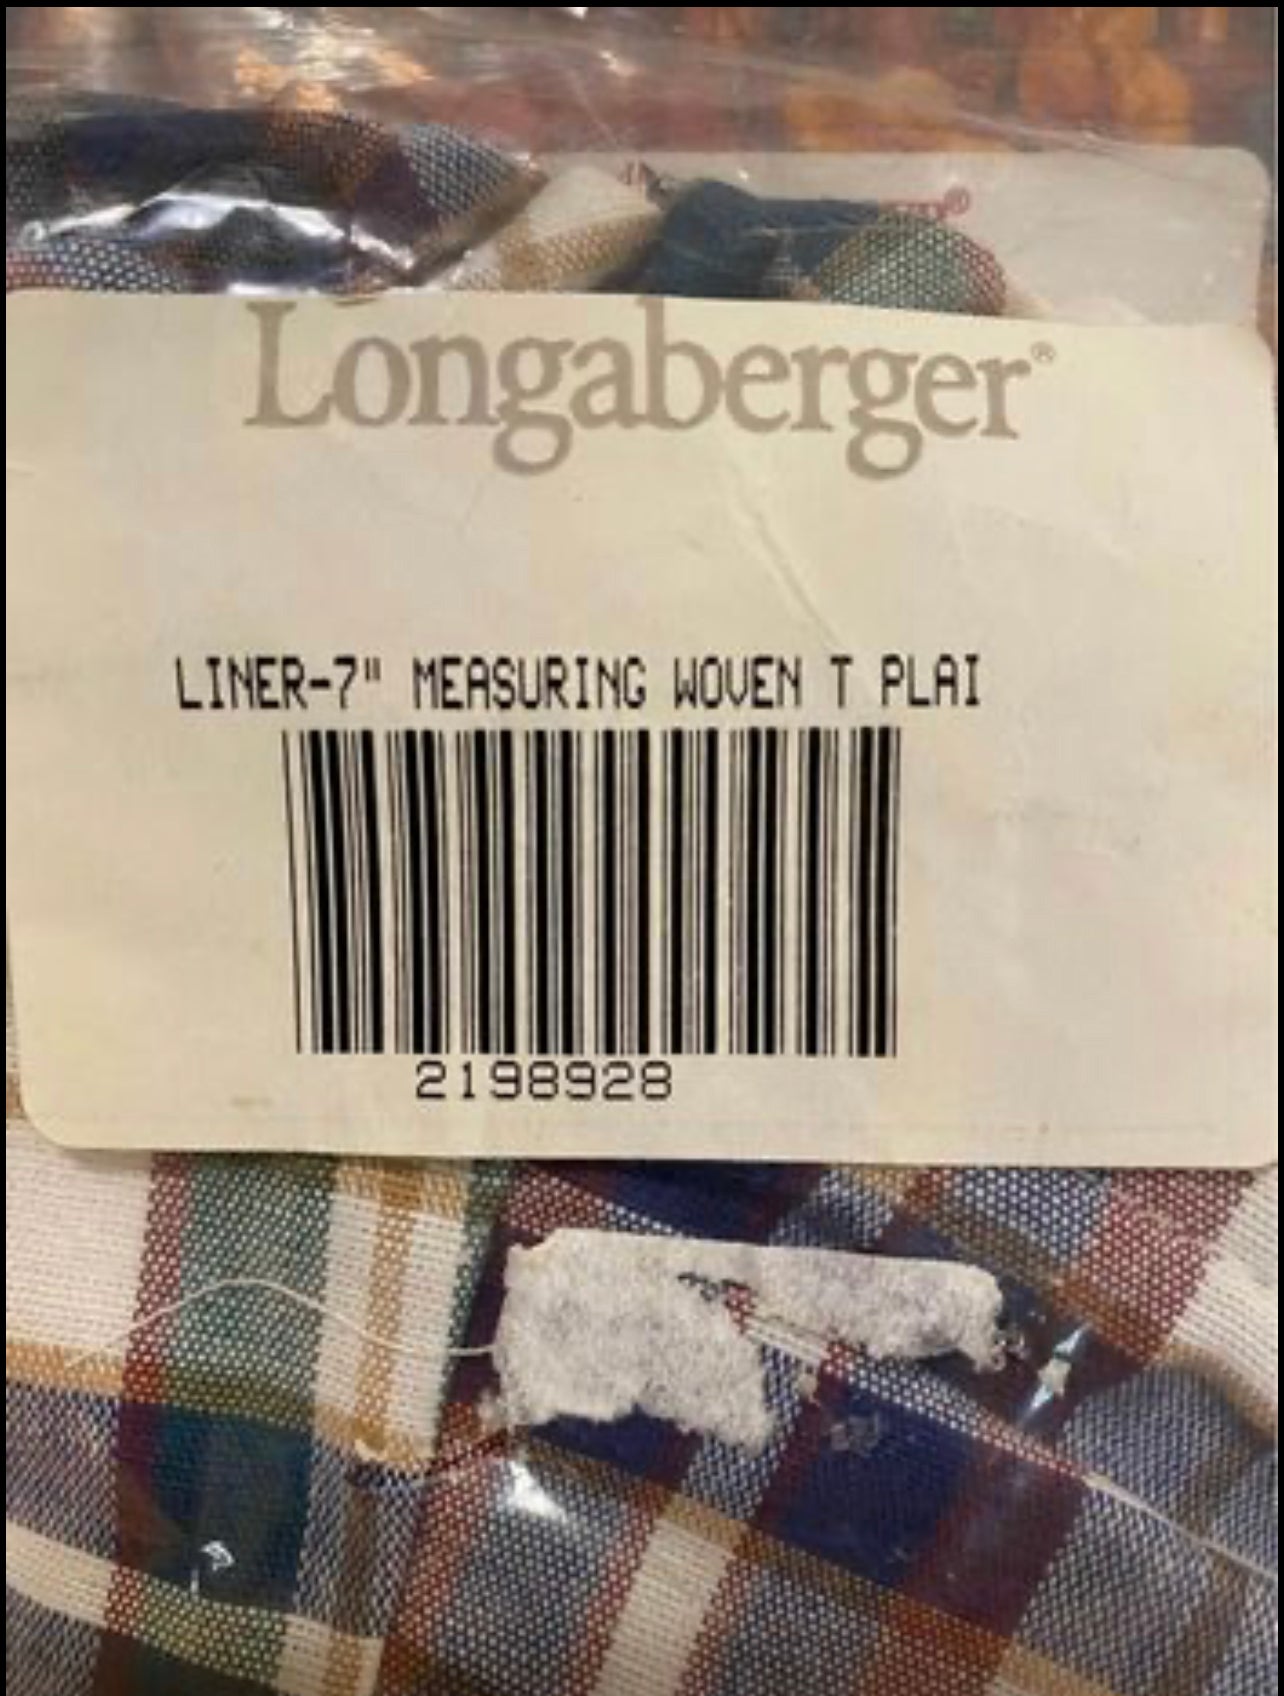 Longaberger®
LINER-7" MEASURING WOVEN T PLAI
2198928